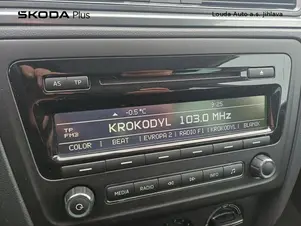 ŠKODA Plus
Louda Auto a.s. jihlava
AS TP
-0.5°C
TP
FM3
KROKODYL 103.0 MHz
COLOR | BEAT | EVROPA 2 | RADIO F1 | KROKODYL | BLANIK
MEDIA RADIO